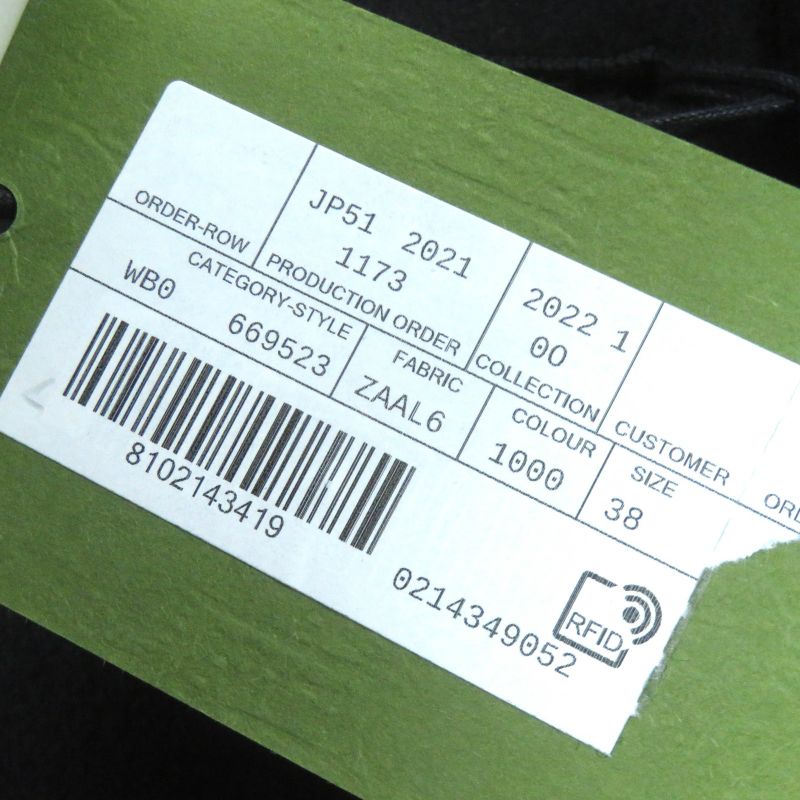 JP51 2021
1173
2022 1
00
ORDER-ROW
PRODUCTION ORDER
COLLECTION
CUSTOMER
CATEGORY-STYLE
WB0 669523
FABRIC
ZAAL6
COLOUR
1000
SIZE
38
8102143419
0214349052
RFID